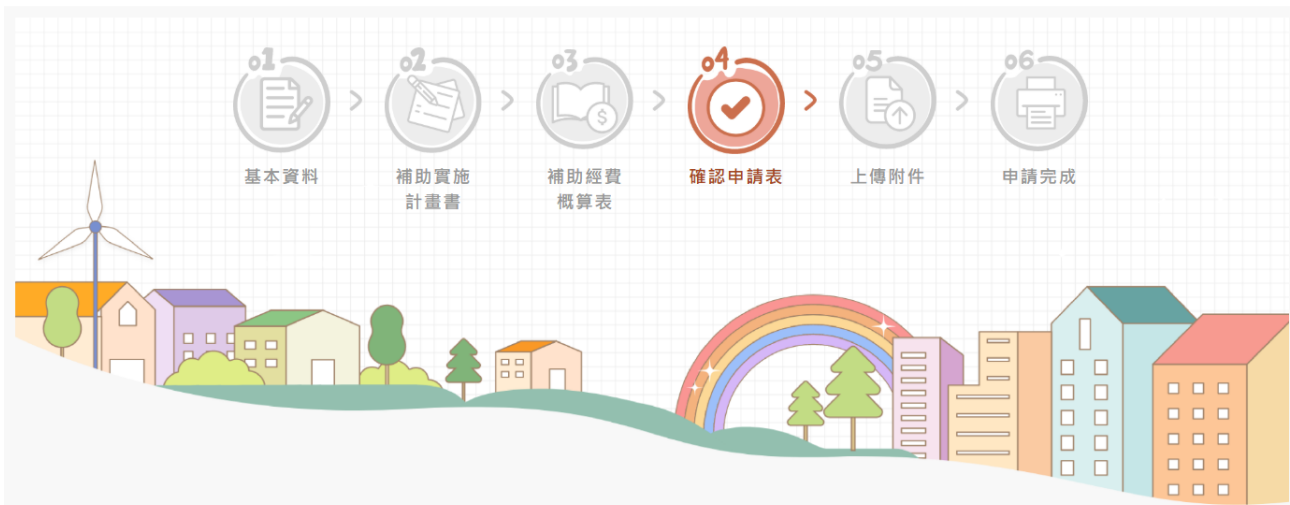 01
基本資料
02
補助實施
計畫書
03
補助經費
概算表
04
確認申請表
05
上傳附件
06
申請完成